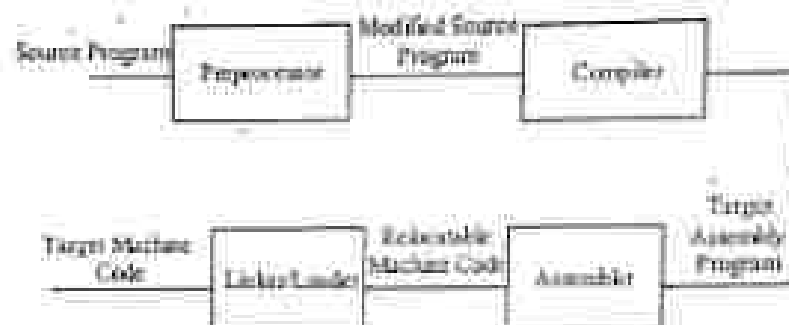 Source Program
Preprocessor
Modified Source
Program
Compiler
Target
Assembly
Program
Assembler
Relocatable
Machine Code
Linker/Loader
Target Machine
Code